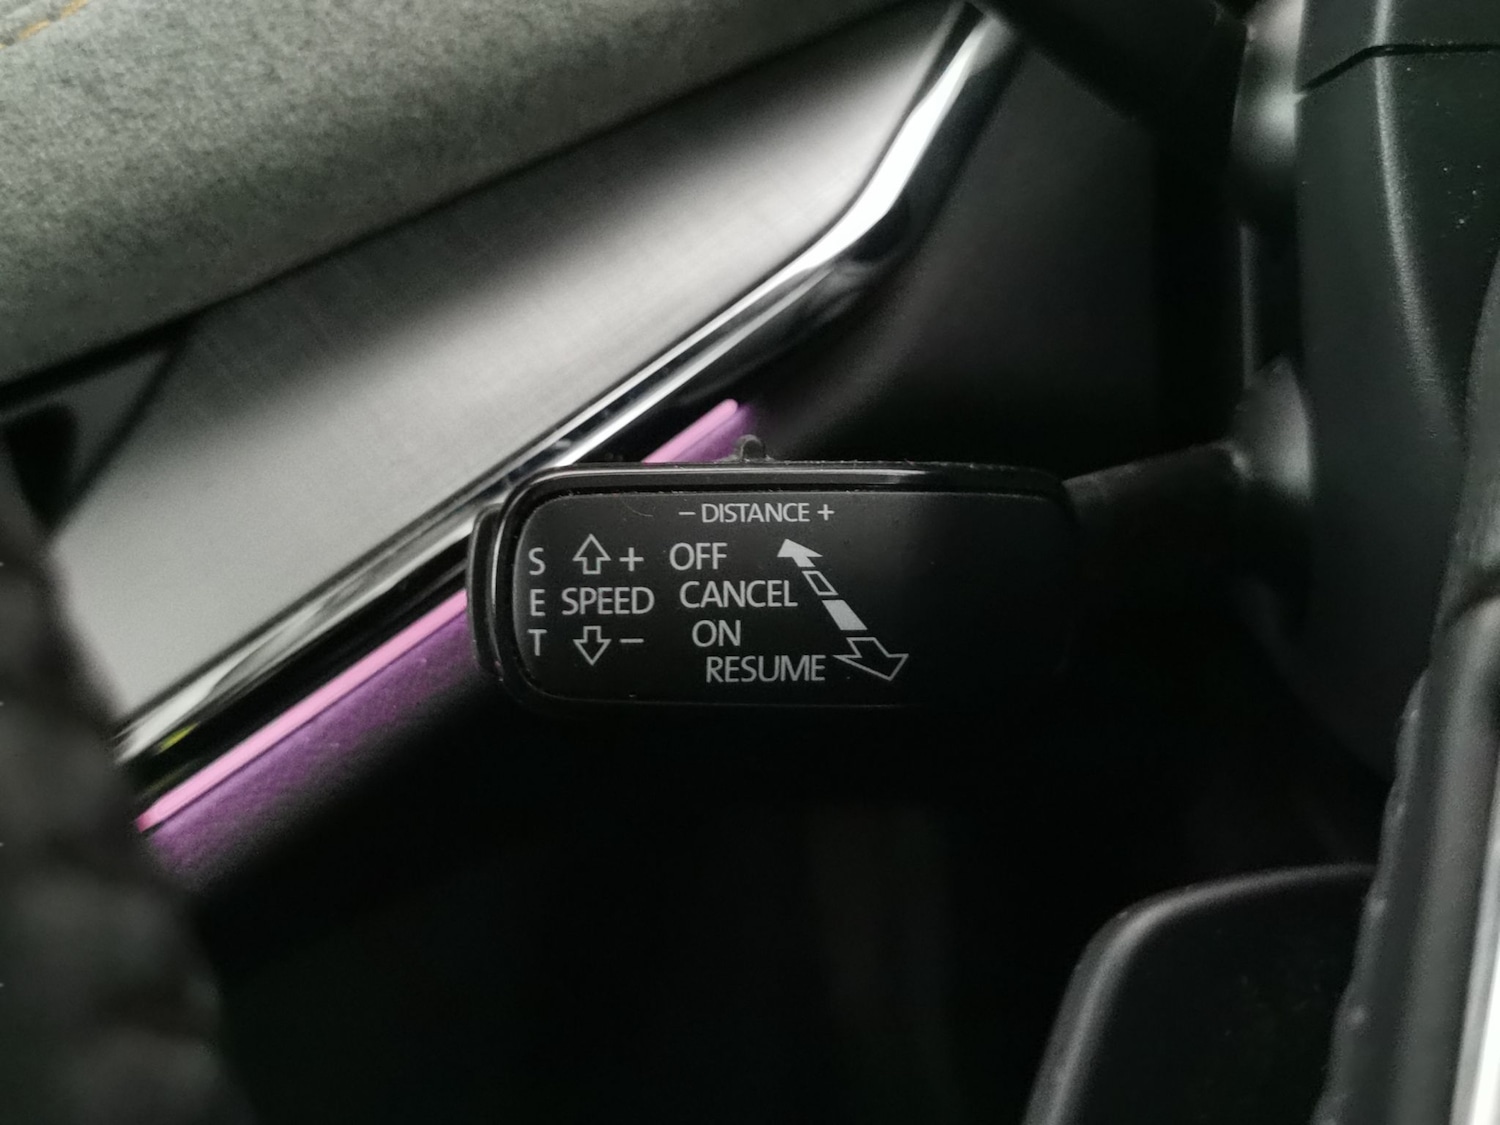 - DISTANCE +
S + OFF
E SPEED CANCEL
T - ON
RESUME